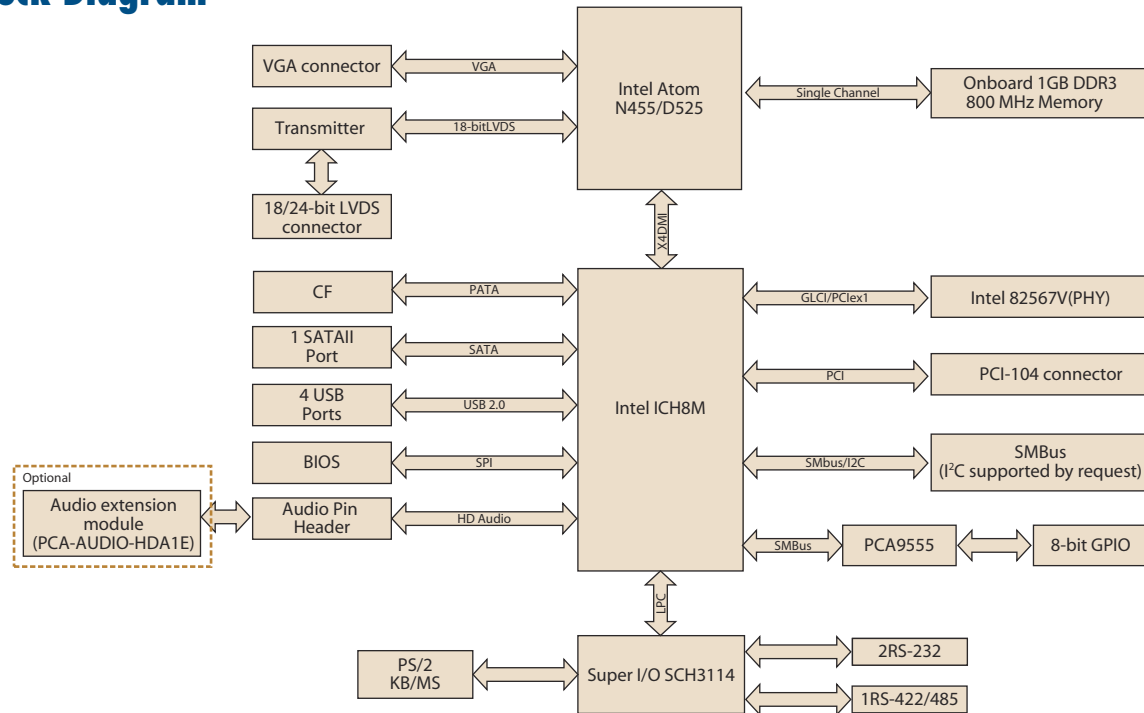 Diagram
VGA connector
VGA
Intel Atom
N455/D525
Single Channel
Onboard 1GB DDR3
800 MHz Memory
Transmitter
18-bitLVDS
18/24-bit LVDS
connector
X4DMI
CF
PATA
GLCI/PCIex1
Intel 82567V(PHY)
1 SATAII
Port
SATA
PCI
PCI-104 connector
4 USB
Ports
USB 2.0
Intel ICH8M
BIOS
SPI
SMbus/I2C
SMBus
(I²C supported by request)
Optional
Audio extension
module
(PCA-AUDIO-HDA1E)
Audio Pin
Header
HD Audio
SMBus
PCA9555
8-bit GPIO
LPC
PS/2
KB/MS
Super I/O SCH3114
2RS-232
1RS-422/485